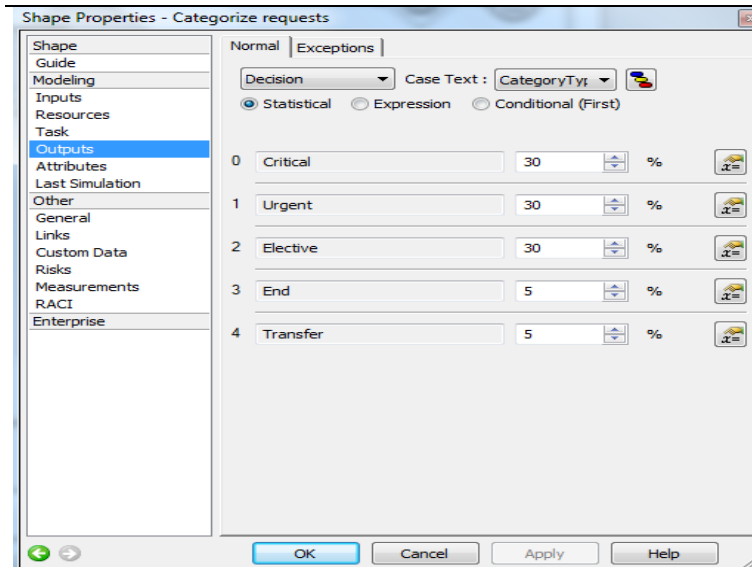 Shape Properties - Categorize requests
Shape
Guide
Modeling
Inputs
Resources
Task
Outputs
Attributes
Last Simulation
Other
General
Links
Custom Data
Risks
Measurements
RACI
Enterprise
Normal Exceptions
Decision Case Text : CategoryTyp
Statistical Expression Conditional (First)
0 Critical 30 %
1 Urgent 30 %
2 Elective 30 %
3 End 5 %
4 Transfer 5 %
OK Cancel Apply Help